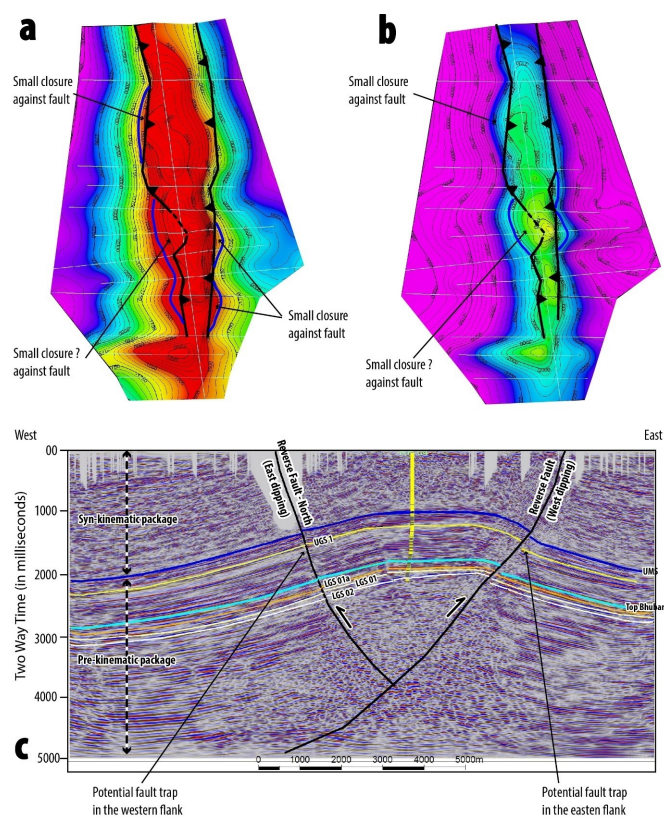 a
b
Small closure
against fault
Small closure
against fault
Small closure
against fault
Small closure ?
against fault
Small closure ?
against fault
West
East
00
1000
2000
3000
4000
5000
Two Way Time (in milliseconds)
Reverse Fault - North
(East dipping)
Reverse Fault
(West dipping)
Syn-kinematic package
UGS 1
UMS
LGS 01a
LGS 01
LGS 02
Top Bhuban
Pre-kinematic package
c
0 1000 2000 3000 4000 5000m
Potential fault trap
in the western flank
Potential fault trap
in the easten flank